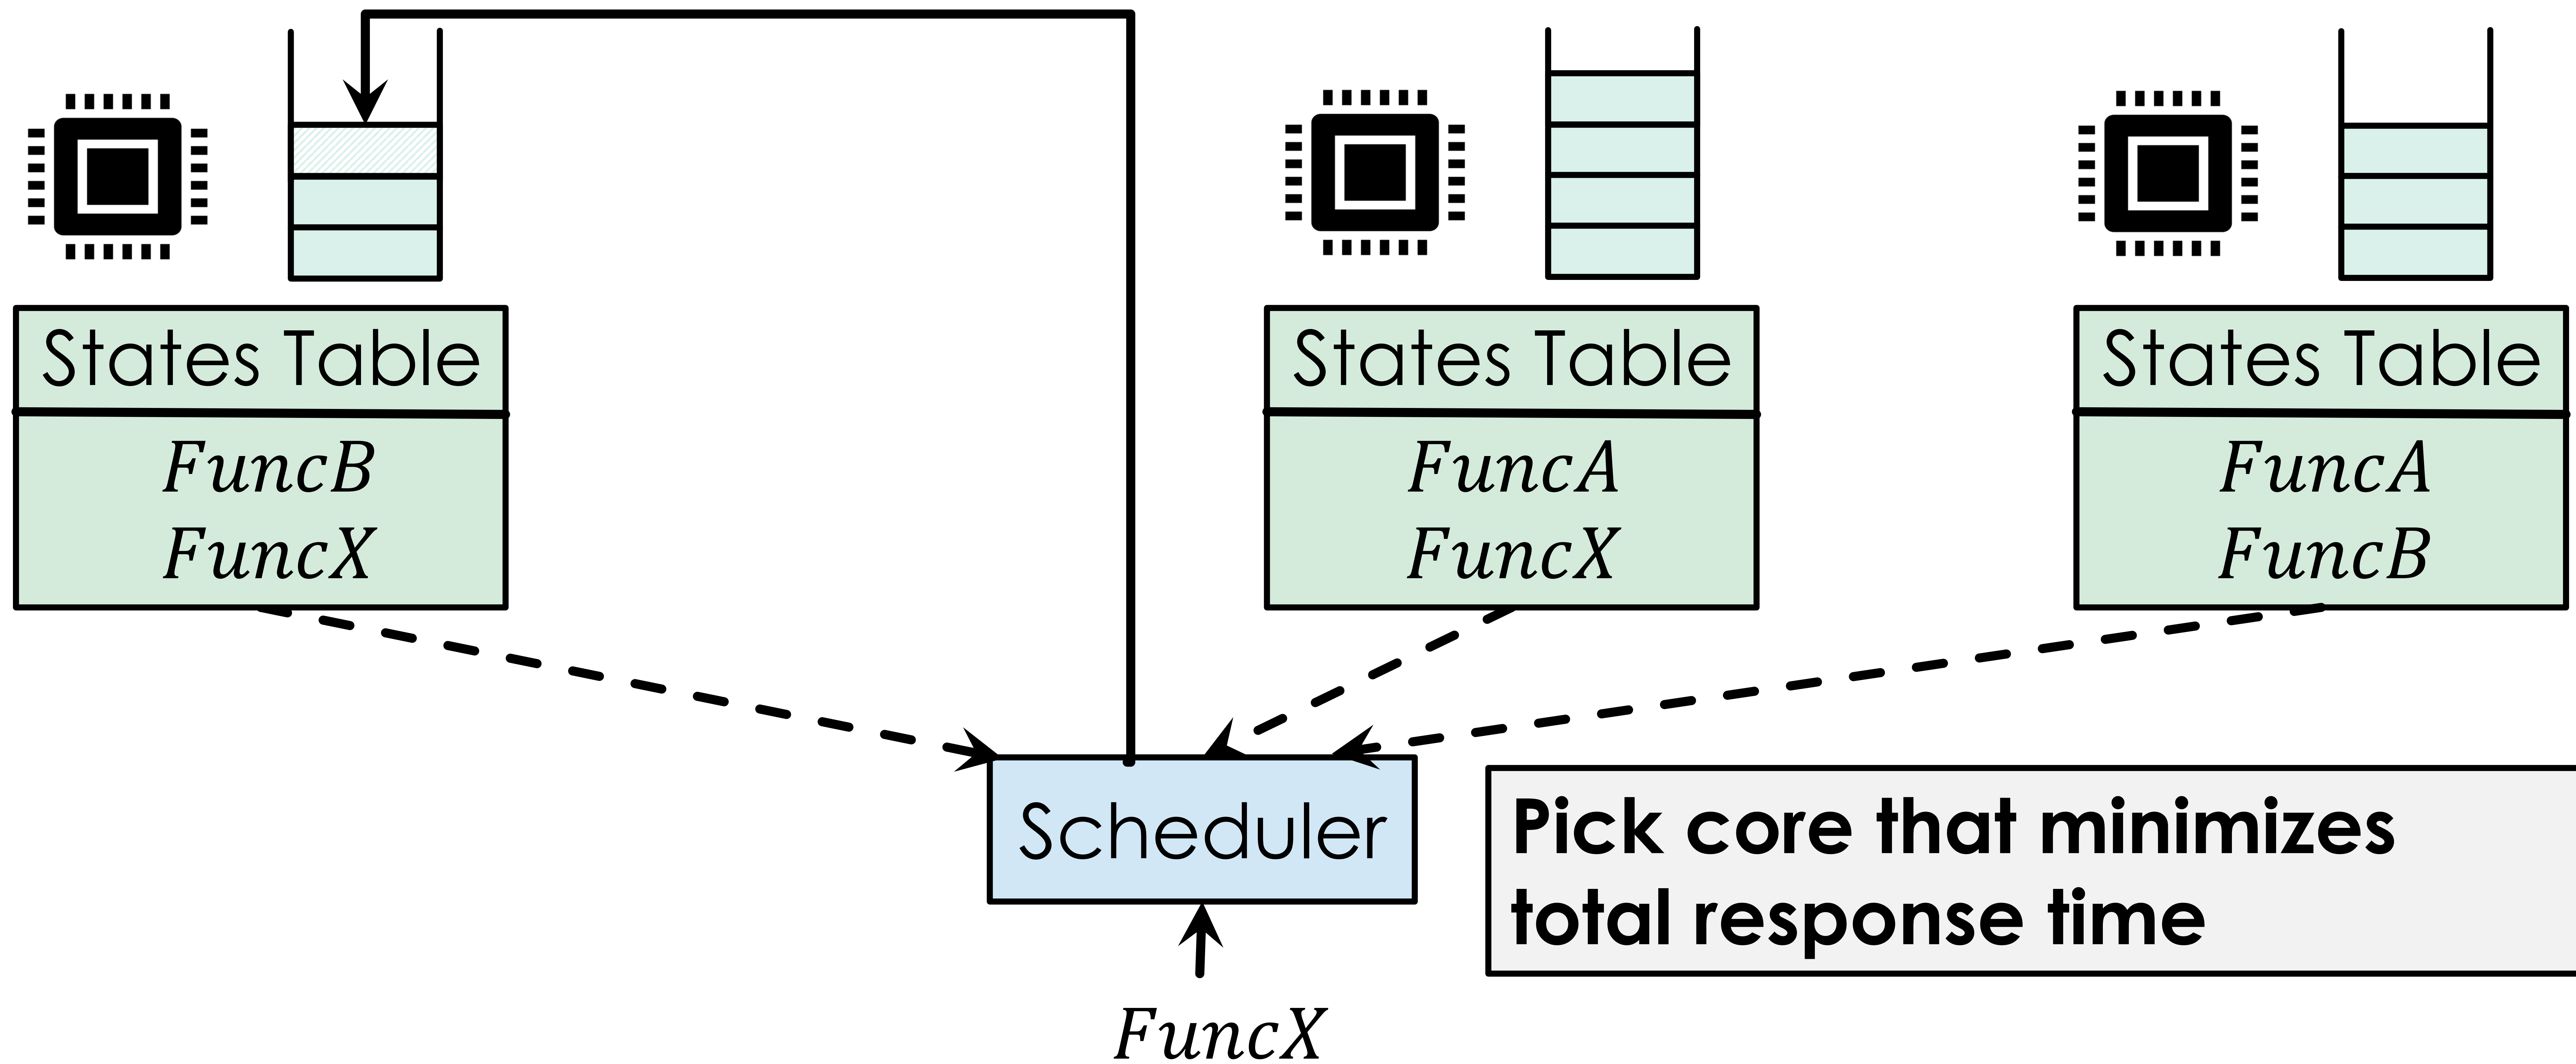 States Table
FuncB
FuncX
States Table
FuncA
FuncX
States Table
FuncA
FuncB
Scheduler
Pick core that minimizes
total response time
FuncX